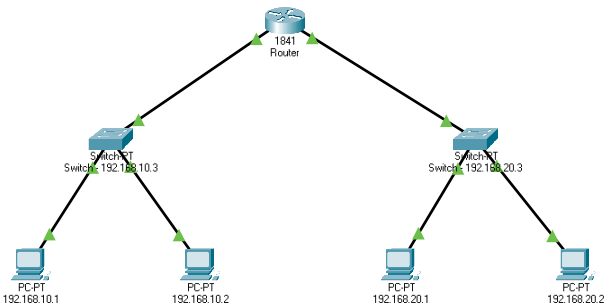 1841
Router
Switch-PT
Switch - 192.168.10.3
Switch-PT
Switch - 192.168.20.3
PC-PT
192.168.10.1
PC-PT
192.168.10.2
PC-PT
192.168.20.1
PC-PT
192.168.20.2